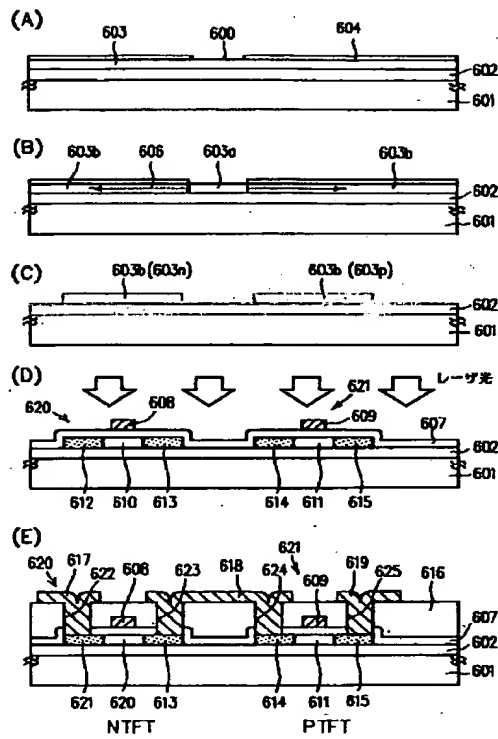 (A)
603 600 604
602
601
(B)
603b 606 603a 603b
602
601
(C)
603b(603n) 603b (603p)
602
601
(D)
レーザ光
620 608 609 621
607
602
601
612 610 613 614 611 615
(E)
620 617 622 608 623 618 624 621 609 619 625 616
607
602
601
621 620 613 614 611 615
NTFT PTFT